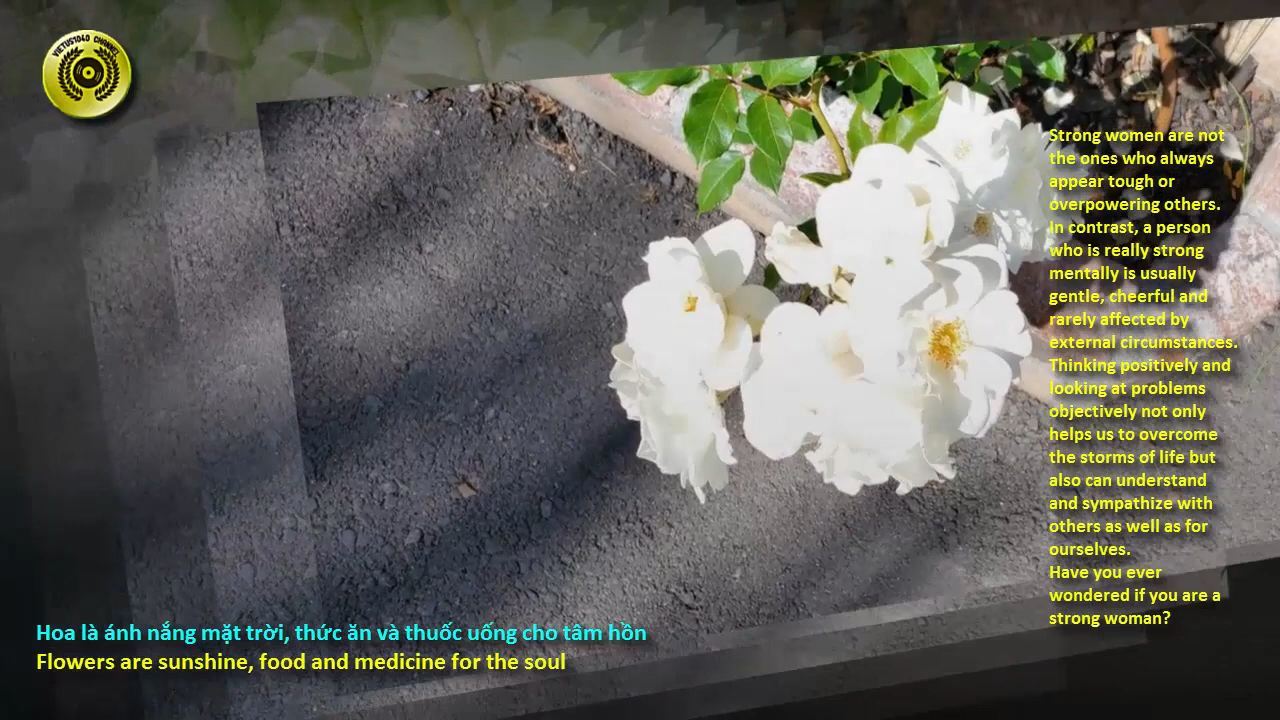 VIETUS1040 CHANNEL
Strong women are not
the ones who always
appear tough or
overpowering others.
In contrast, a person
who is really strong
mentally is usually
gentle, cheerful and
rarely affected by
external circumstances.
Thinking positively and
looking at problems
objectively not only
helps us to overcome
the storms of life but
also can understand
and sympathize with
others as well as for
ourselves.
Have you ever
wondered if you are a
strong woman?
Hoa là ánh nắng mặt trời, thức ăn và thuốc uống cho tâm hồn
Flowers are sunshine, food and medicine for the soul